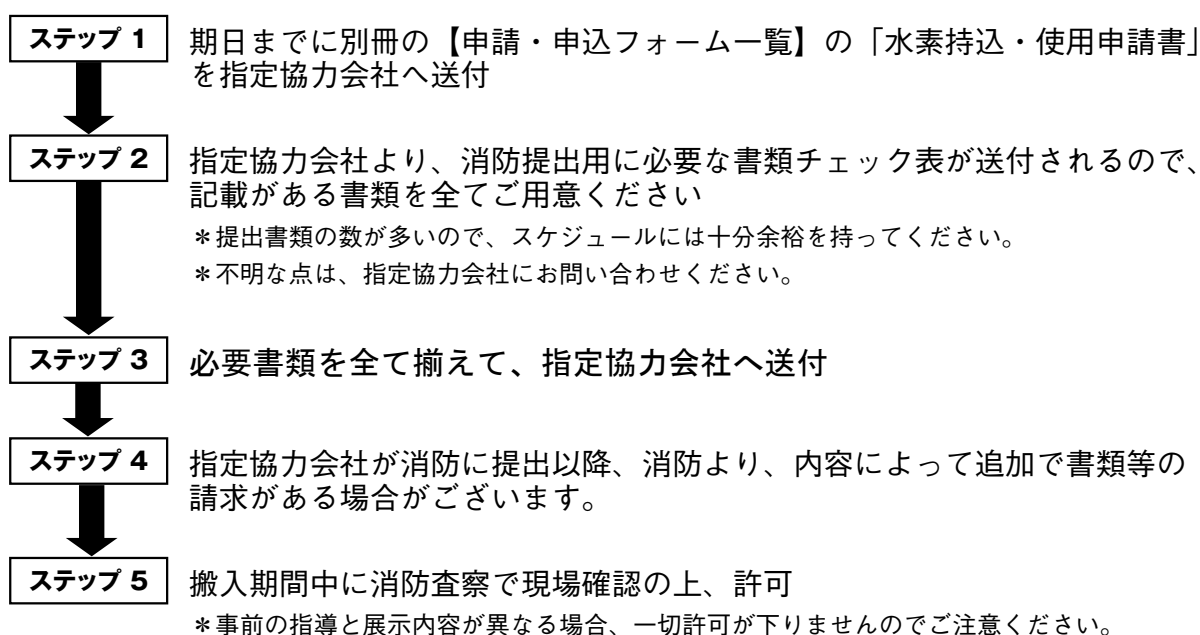 ステップ 1
期日までに別冊の【申請・申込フォーム一覧】の「水素持込・使用申請書」
を指定協力会社へ送付
ステップ 2
指定協力会社より、消防提出用に必要な書類チェック表が送付されるので、
記載がある書類を全てご用意ください
＊提出書類の数が多いので、スケジュールには十分余裕を持ってください。
＊不明な点は、指定協力会社にお問い合わせください。
ステップ 3
必要書類を全て揃えて、指定協力会社へ送付
ステップ 4
指定協力会社が消防に提出以降、消防より、内容によって追加で書類等の
請求がある場合がございます。
ステップ 5
搬入期間中に消防査察で現場確認の上、許可
＊事前の指導と展示内容が異なる場合、一切許可が下りませんのでご注意ください。